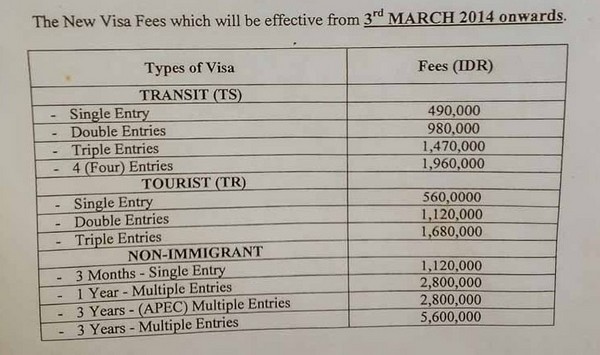 The New Visa Fees which will be effective from 3rd MARCH 2014 onwards.
Types of Visa Fees (IDR)
TRANSIT (TS)
- Single Entry 490,000
- Double Entries 980,000
- Triple Entries 1,470,000
- 4 (Four) Entries 1,960,000
TOURIST (TR)
- Single Entry 560,0000
- Double Entries 1,120,000
- Triple Entries 1,680,000
NON-IMMIGRANT
- 3 Months - Single Entry 1,120,000
- 1 Year - Multiple Entries 2,800,000
- 3 Years - (APEC) Multiple Entries 2,800,000
- 3 Years - Multiple Entries 5,600,000